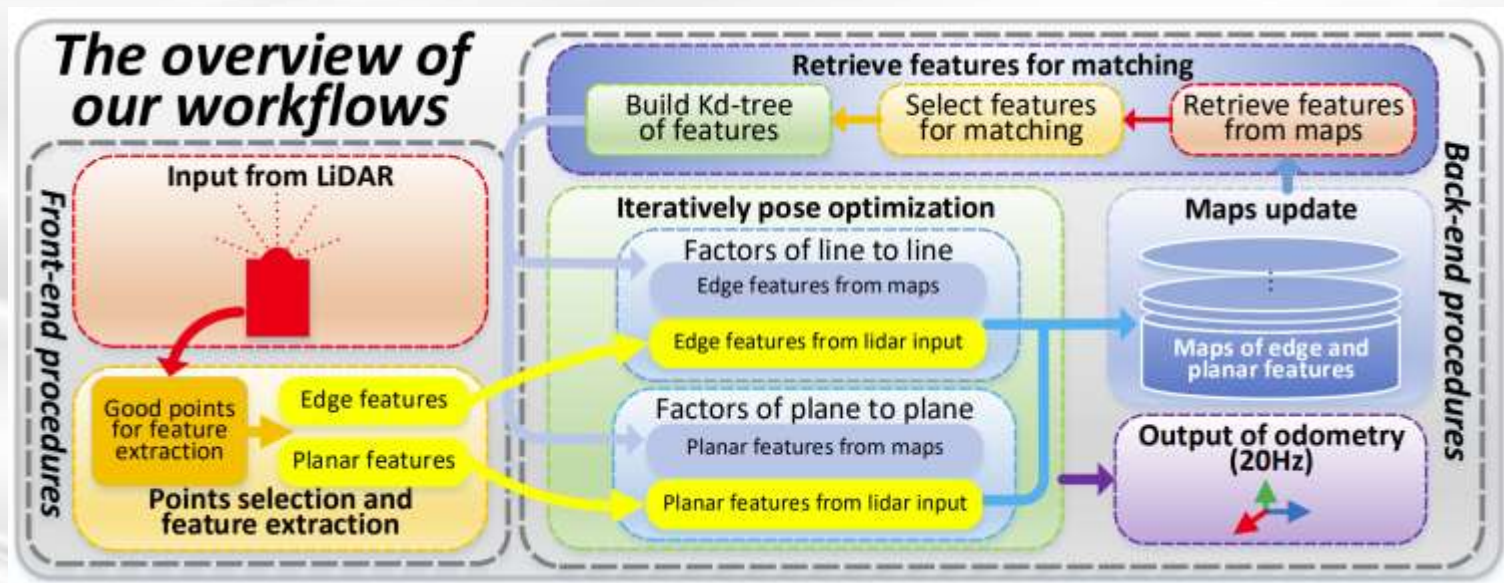 The overview of
our workflows
Front-end procedures
Input from LiDAR
Good points
for feature
extraction
Edge features
Planar features
Points selection and
feature extraction
Back-end procedures
Retrieve features for matching
Build Kd-tree
of features
Select features
for matching
Retrieve features
from maps
Iteratively pose optimization
Factors of line to line
Edge features from maps
Edge features from lidar input
Factors of plane to plane
Planar features from maps
Planar features from lidar input
Maps update
Maps of edge and
planar features
Output of odometry
(20Hz)